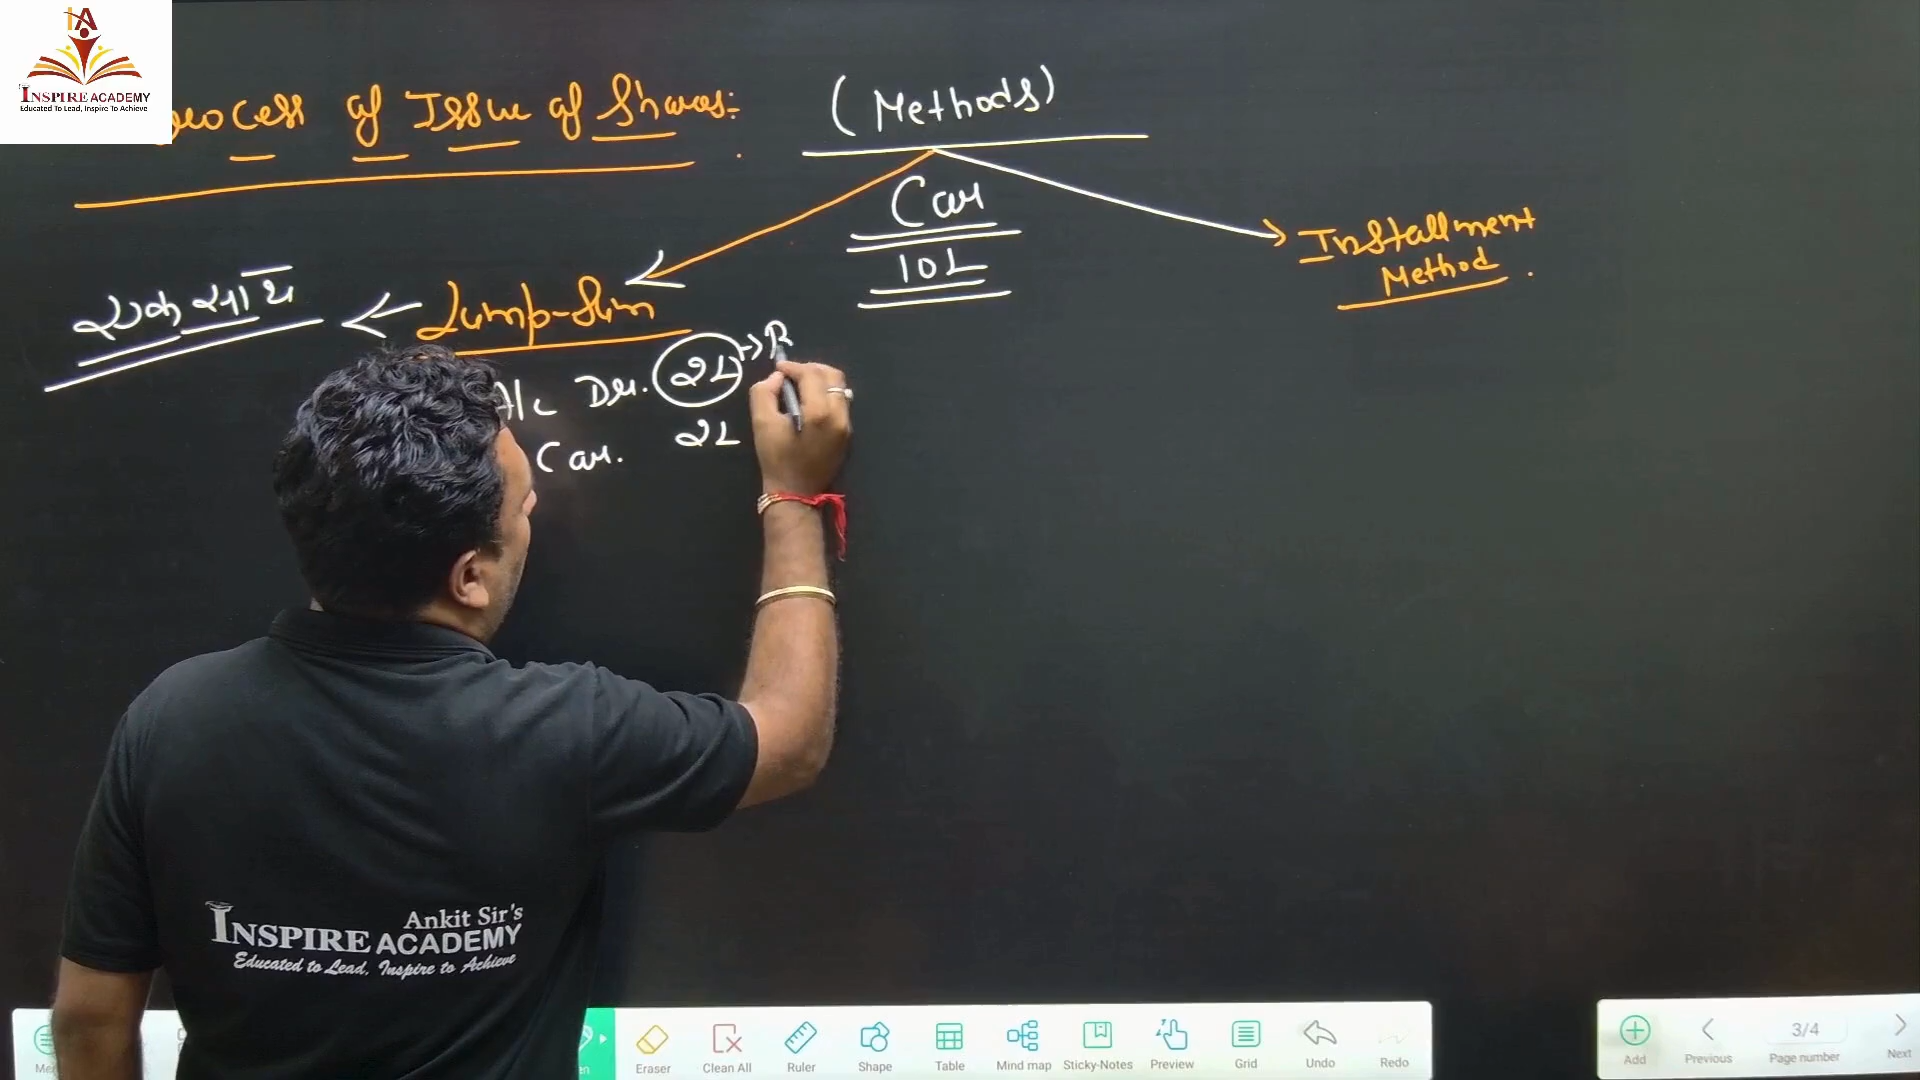 IA
INSPIRE ACADEMY
Educated To Lead, Inspire To Achieve
Process of Issue of Shares:- (Methods)
Car
10L
Installment
Method.
एक साथ
Lump-Sum
A/c Dr. 2L → B
Car. 2L
Ankit Sir's
INSPIRE ACADEMY
Educated to Lead, Inspire to Achieve
Eraser
Clean All
Ruler
Shape
Table
Mind map
Sticky-Notes
Preview
Grid
Undo
Redo
Add
Previous
3/4
Page number
Next